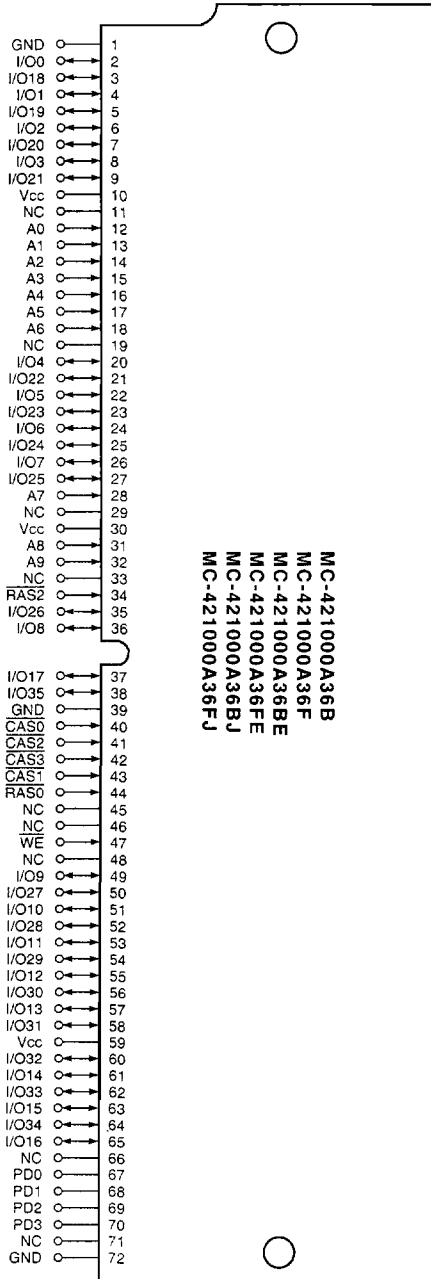 GND 1
I/O0 2
I/O18 3
I/O1 4
I/O19 5
I/O2 6
I/O20 7
I/O3 8
I/O21 9
Vcc 10
NC 11
A0 12
A1 13
A2 14
A3 15
A4 16
A5 17
A6 18
NC 19
I/O4 20
I/O22 21
I/O5 22
I/O23 23
I/O6 24
I/O24 25
I/O7 26
I/O25 27
A7 28
NC 29
Vcc 30
A8 31
A9 32
NC 33
RAS2 34
I/O26 35
I/O8 36
I/O17 37
I/O35 38
GND 39
CAS0 40
CAS2 41
CAS3 42
CAS1 43
RAS0 44
NC 45
NC 46
WE 47
NC 48
I/O9 49
I/O27 50
I/O10 51
I/O28 52
I/O11 53
I/O29 54
I/O12 55
I/O30 56
I/O13 57
I/O31 58
Vcc 59
I/O32 60
I/O14 61
I/O33 62
I/O15 63
I/O34 64
I/O16 65
NC 66
PD0 67
PD1 68
PD2 69
PD3 70
NC 71
GND 72
MC-421000A36B
MC-421000A36F
MC-421000A36BE
MC-421000A36FE
MC-421000A36BJ
MC-421000A36FJ